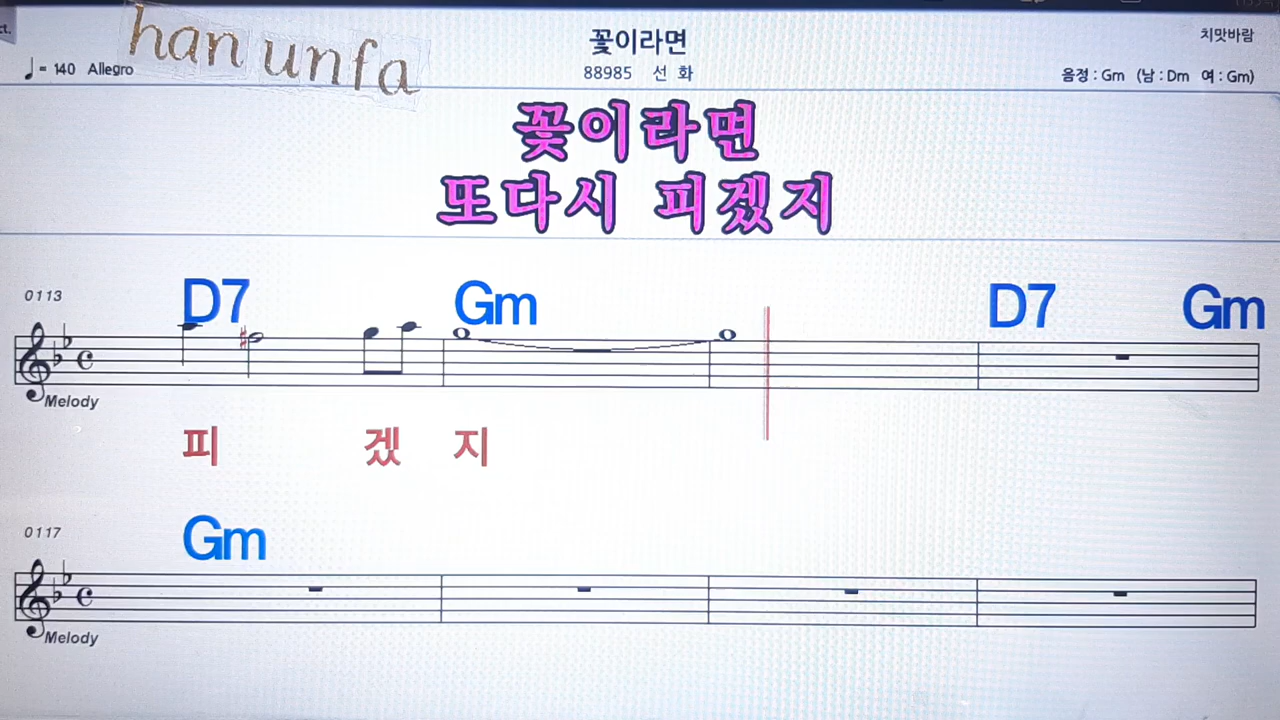 ct.
han unfa
꽃이라면
치맛바람
♩= 140 Allegro
88985 선 화
음정 : Gm (남 : Dm 여 : Gm)
꽃이라면
또다시 피겠지
0113
D7 Gm D7 Gm
Melody
피 겠 지
0117
Gm
Melody